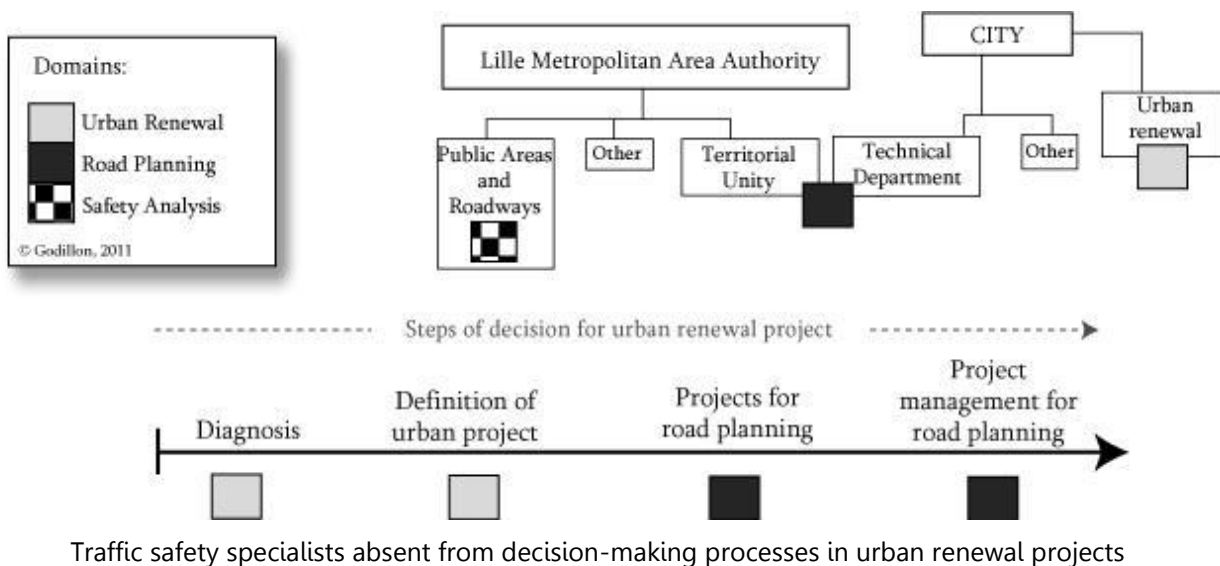 Domains:
Urban Renewal
Road Planning
Safety Analysis
© Godillon, 2011
Lille Metropolitan Area Authority
CITY
Public Areas
and
Roadways
Other
Territorial
Unity
Technical
Department
Other
Urban
renewal
Steps of decision for urban renewal project
Diagnosis
Definition of
urban project
Projects for
road planning
Project
management for
road planning
Traffic safety specialists absent from decision-making processes in urban renewal projects